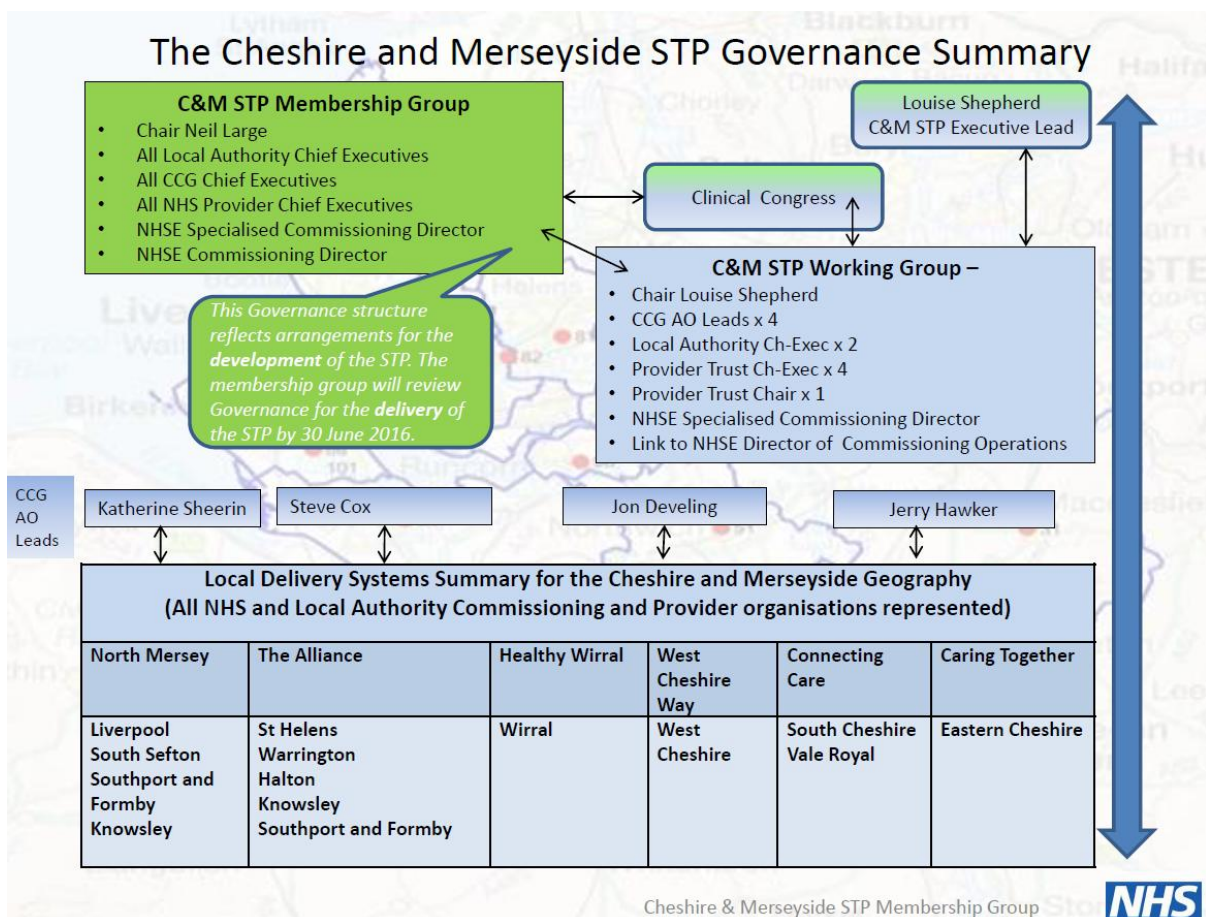 The Cheshire and Merseyside STP Governance Summary
C&M STP Membership Group
• Chair Neil Large
• All Local Authority Chief Executives
• All CCG Chief Executives
• All NHS Provider Chief Executives
• NHSE Specialised Commissioning Director
• NHSE Commissioning Director
Louise Shepherd
C&M STP Executive Lead
Clinical Congress
This Governance structure
reflects arrangements for the
development of the STP. The
membership group will review
Governance for the delivery of
the STP by 30 June 2016.
C&M STP Working Group –
• Chair Louise Shepherd
• CCG AO Leads x 4
• Local Authority Ch-Exec x 2
• Provider Trust Ch-Exec x 4
• Provider Trust Chair x 1
• NHSE Specialised Commissioning Director
• Link to NHSE Director of Commissioning Operations
CCG
AO
Leads
Katherine Sheerin
Steve Cox
Jon Develing
Jerry Hawker
Local Delivery Systems Summary for the Cheshire and Merseyside Geography
(All NHS and Local Authority Commissioning and Provider organisations represented)
North Mersey
The Alliance
Healthy Wirral
West
Cheshire
Way
Connecting
Care
Caring Together
Liverpool
South Sefton
Southport and
Formby
Knowsley
St Helens
Warrington
Halton
Knowsley
Southport and Formby
Wirral
West
Cheshire
South Cheshire
Vale Royal
Eastern Cheshire
Cheshire & Merseyside STP Membership Group
NHS